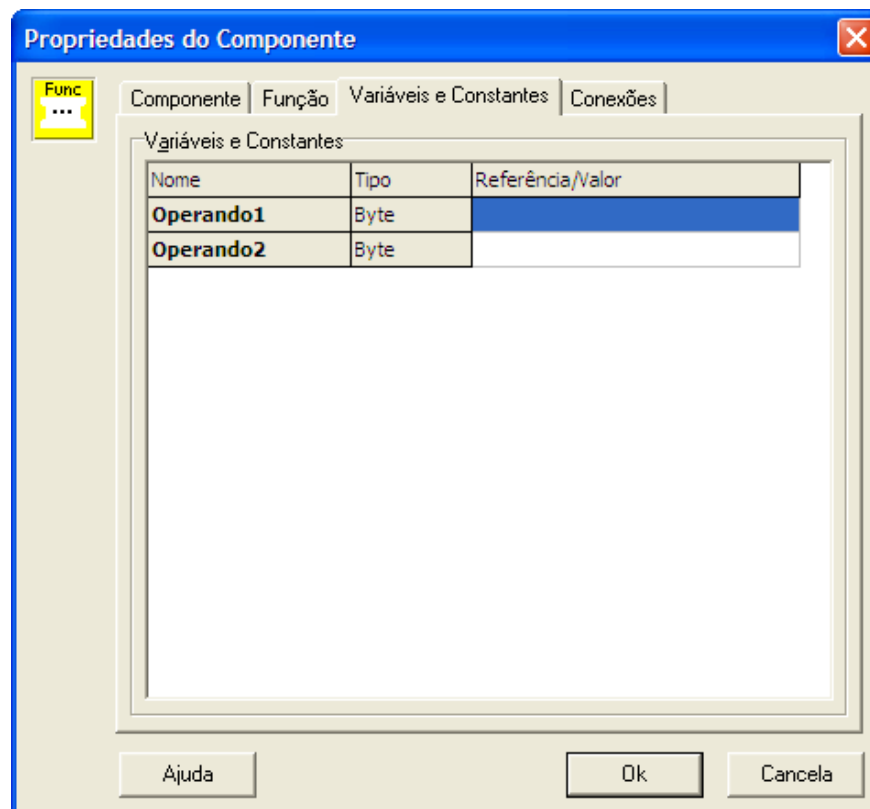 Propriedades do Componente
Func
...
Componente Função Variáveis e Constantes Conexões
Variáveis e Constantes
Nome Tipo Referência/Valor
Operando1 Byte
Operando2 Byte
Ajuda Ok Cancela